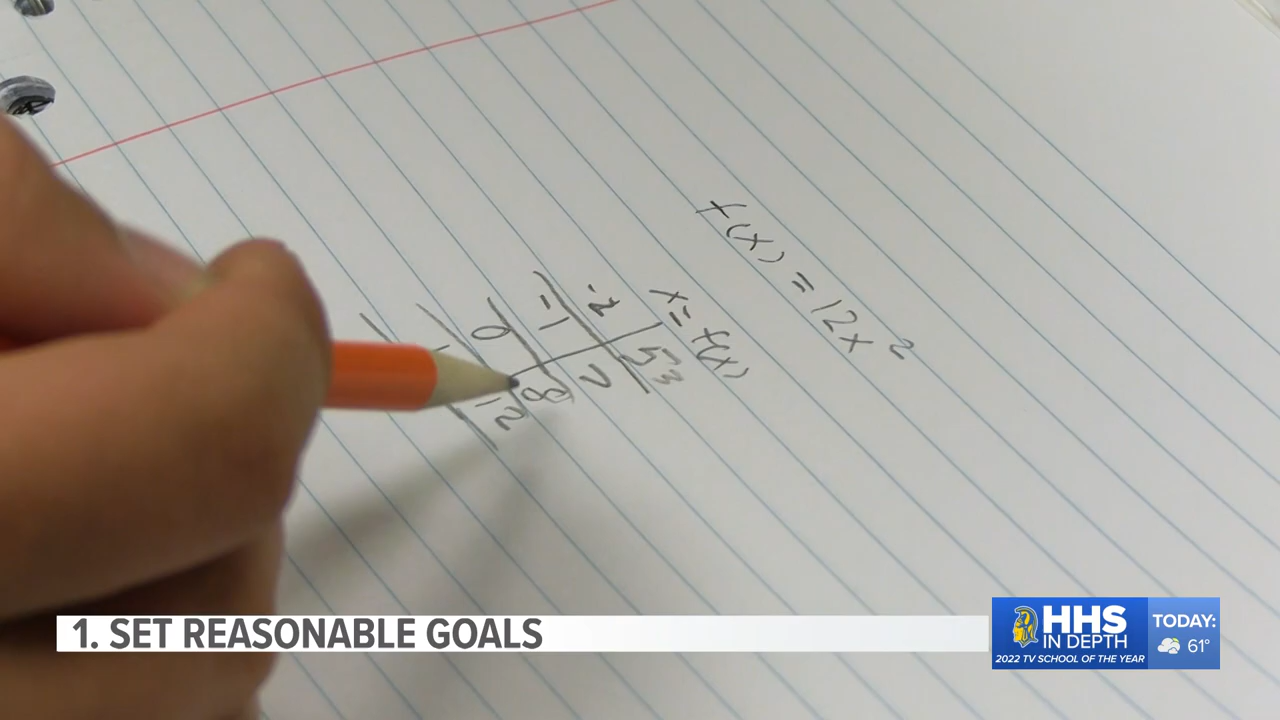 f(x) = 12x²
x= f(x)
-2 53
-1
0 8
12
1. SET REASONABLE GOALS
HHS
IN DEPTH
2022 TV SCHOOL OF THE YEAR
TODAY:
61°